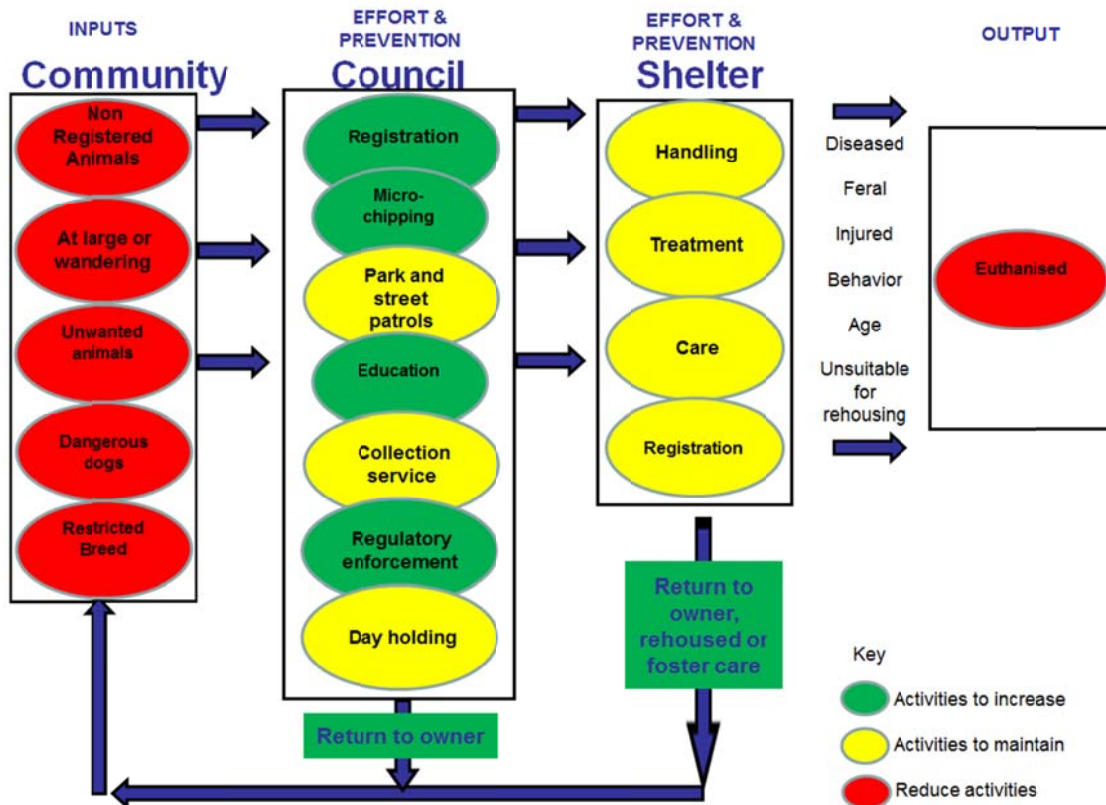 INPUTS
Community
Non
Registered
Animals
At large or
wandering
Unwanted
animals
Dangerous
dogs
Restricted
Breed
EFFORT &
PREVENTION
Council
Registration
Micro-
chipping
Park and
street
patrols
Education
Collection
service
Regulatory
enforcement
Day holding
Return to owner
EFFORT &
PREVENTION
Shelter
Handling
Treatment
Care
Registration
Return to
owner,
rehoused or
foster care
Diseased
Feral
Injured
Behavior
Age
Unsuitable
for
rehousing
OUTPUT
Euthanised
Key
Activities to increase
Activities to maintain
Reduce activities